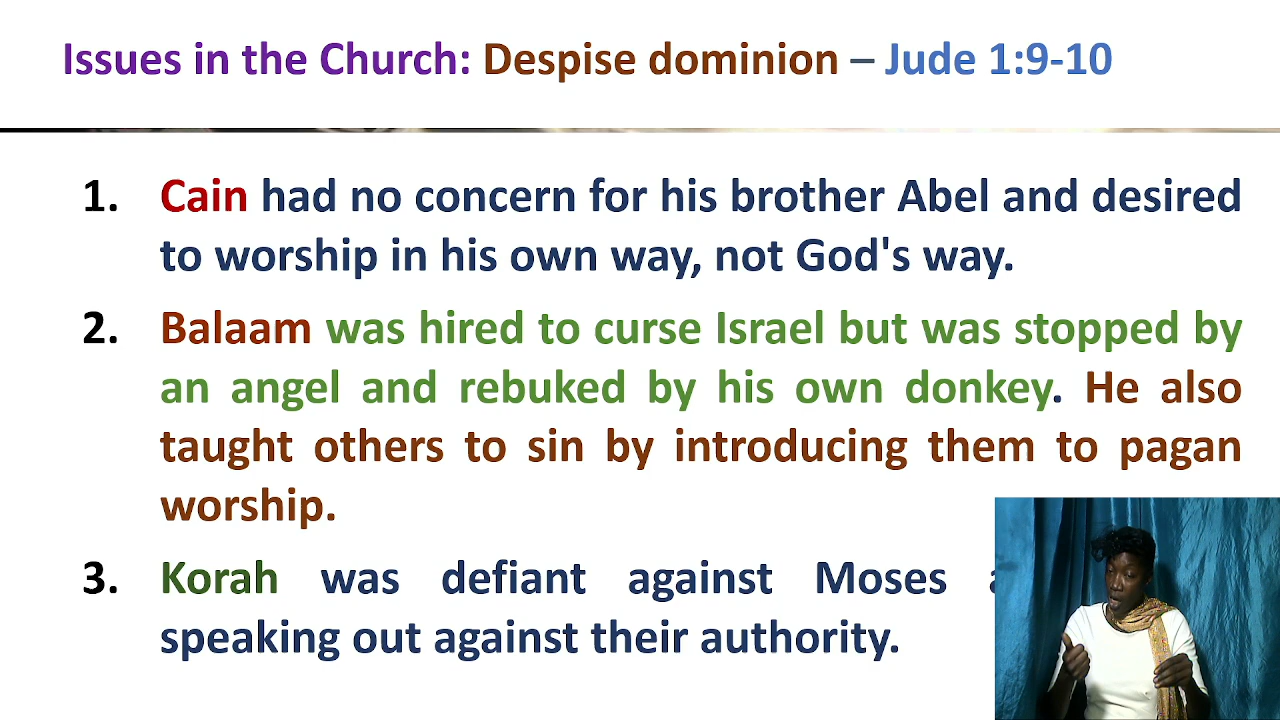 Issues in the Church: Despise dominion – Jude 1:9-10
1. Cain had no concern for his brother Abel and desired
to worship in his own way, not God's way.
2. Balaam was hired to curse Israel but was stopped by
an angel and rebuked by his own donkey. He also
taught others to sin by introducing them to pagan
worship.
3. Korah was defiant against Moses
speaking out against their authority.